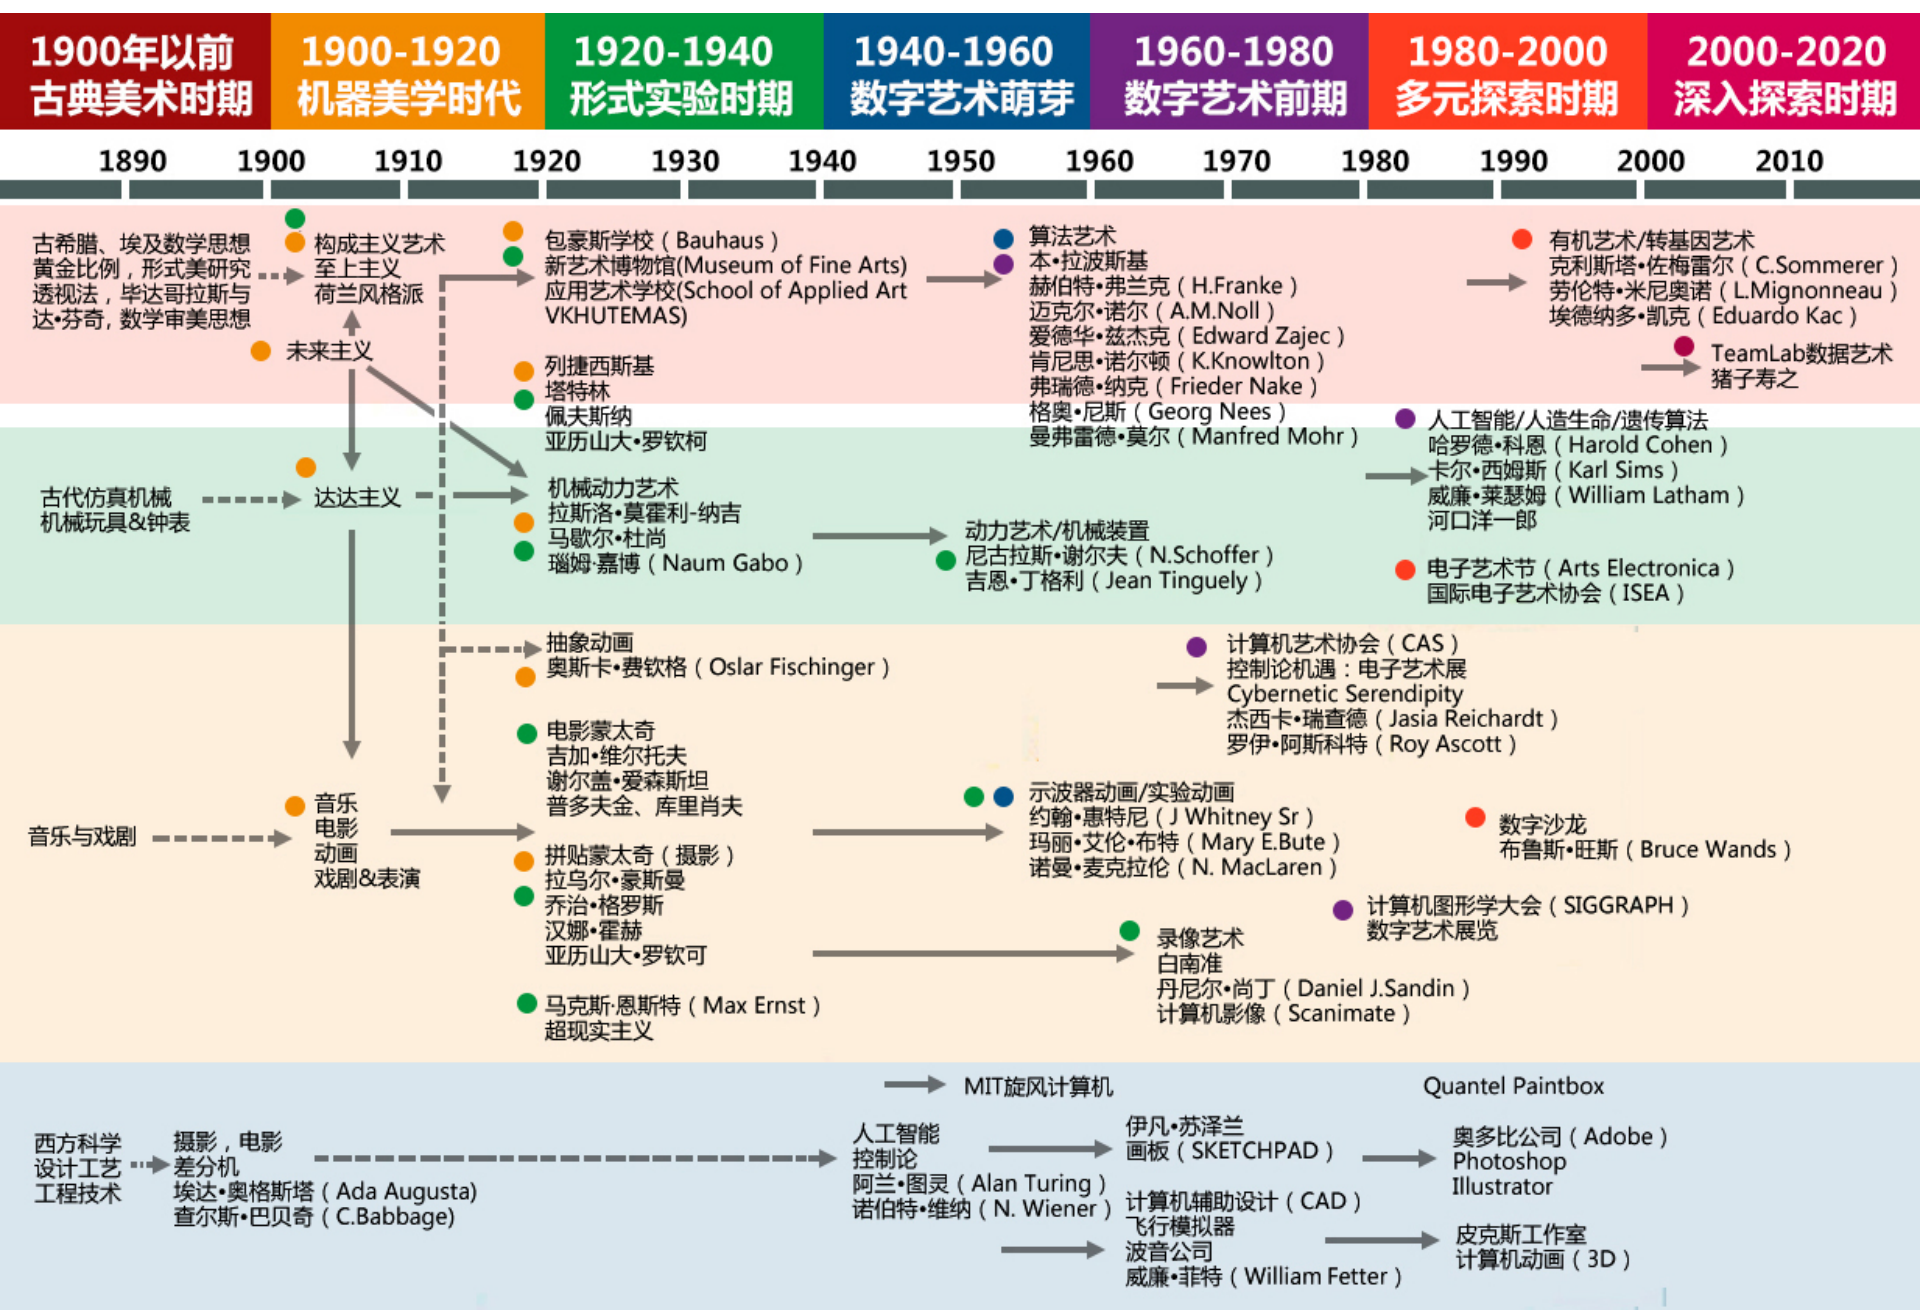 1900年以前
古典美术时期
1900-1920
机器美学时代
1920-1940
形式实验时期
1940-1960
数字艺术萌芽
1960-1980
数字艺术前期
1980-2000
多元探索时期
2000-2020
深入探索时期
1890
1900
1910
1920
1930
1940
1950
1960
1970
1980
1990
2000
2010
古希腊、埃及数学思想
黄金比例，形式美研究
透视法，毕达哥拉斯与
达•芬奇,数学审美思想
构成主义艺术
至上主义
荷兰风格派
未来主义
包豪斯学校（Bauhaus）
新艺术博物馆(Museum of Fine Arts)
应用艺术学校(School of Applied Art
VKHUTEMAS)
列捷西斯基
塔特林
佩夫斯纳
亚历山大•罗钦柯
算法艺术
本•拉波斯基
赫伯特•弗兰克（H.Franke）
迈克尔•诺尔（A.M.Noll）
爱德华•兹杰克（Edward Zajec）
肯尼思•诺尔顿（K.Knowlton）
弗瑞德•纳克（Frieder Nake）
格奥•尼斯（Georg Nees）
曼弗雷德•莫尔（Manfred Mohr）
有机艺术/转基因艺术
克利斯塔•佐梅雷尔（C.Sommerer）
劳伦特•米尼奥诺（L.Mignonneau）
埃德纳多•凯克（Eduardo Kac）
TeamLab数据艺术
猪子寿之
古代仿真机械
机械玩具&钟表
达达主义
机械动力艺术
拉斯洛•莫霍利-纳吉
马歇尔•杜尚
瑙姆·嘉博（Naum Gabo）
动力艺术/机械装置
尼古拉斯•谢尔夫（N.Schoffer）
吉恩•丁格利（Jean Tinguely）
人工智能/人造生命/遗传算法
哈罗德•科恩（Harold Cohen）
卡尔•西姆斯（Karl Sims）
威廉•莱瑟姆（William Latham）
河口洋一郎
电子艺术节（Arts Electronica）
国际电子艺术协会（ISEA）
音乐与戏剧
音乐
电影
动画
戏剧&表演
抽象动画
奥斯卡•费钦格（Oslar Fischinger）
电影蒙太奇
吉加•维尔托夫
谢尔盖•爱森斯坦
普多夫金、库里肖夫
拼贴蒙太奇（摄影）
拉乌尔•豪斯曼
乔治•格罗斯
汉娜•霍赫
亚历山大•罗钦可
马克斯·恩斯特（Max Ernst）
超现实主义
示波器动画/实验动画
约翰•惠特尼（J Whitney Sr）
玛丽•艾伦•布特（Mary E.Bute）
诺曼•麦克拉伦（N. MacLaren）
计算机艺术协会（CAS）
控制论机遇：电子艺术展
Cybernetic Serendipity
杰西卡•瑞查德（Jasia Reichardt）
罗伊•阿斯科特（Roy Ascott）
录像艺术
白南准
丹尼尔•尚丁（Daniel J.Sandin）
计算机影像（Scanimate）
计算机图形学大会（SIGGRAPH）
数字艺术展览
数字沙龙
布鲁斯•旺斯（Bruce Wands）
西方科学
设计工艺
工程技术
摄影，电影
差分机
埃达•奥格斯塔（Ada Augusta)
查尔斯•巴贝奇（C.Babbage)
MIT旋风计算机
人工智能
控制论
阿兰•图灵（Alan Turing）
诺伯特•维纳（N. Wiener）
伊凡•苏泽兰
画板（SKETCHPAD）
计算机辅助设计（CAD）
飞行模拟器
波音公司
威廉•菲特（William Fetter）
Quantel Paintbox
奥多比公司（Adobe）
Photoshop
Illustrator
皮克斯工作室
计算机动画（3D）